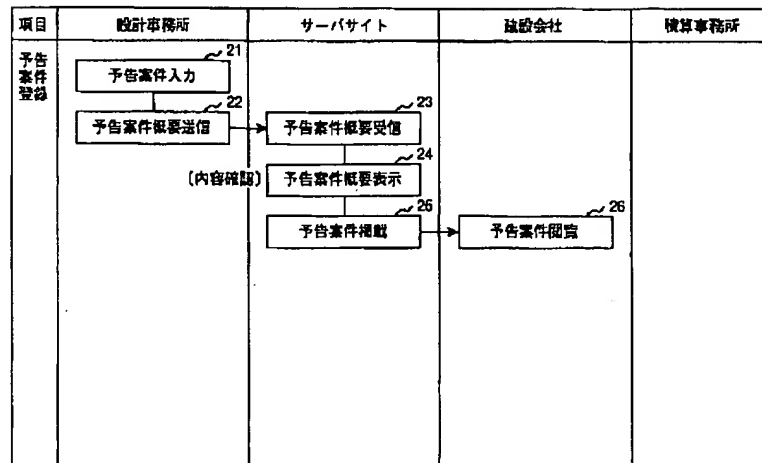 項目 設計事務所 サーバサイト 建設会社 積算事務所
予告
案件
登録
21
予告案件入力
22
予告案件概要送信
23
予告案件概要受信
24
〔内容確認〕 予告案件概要表示
26
予告案件掲載
26
予告案件閲覧